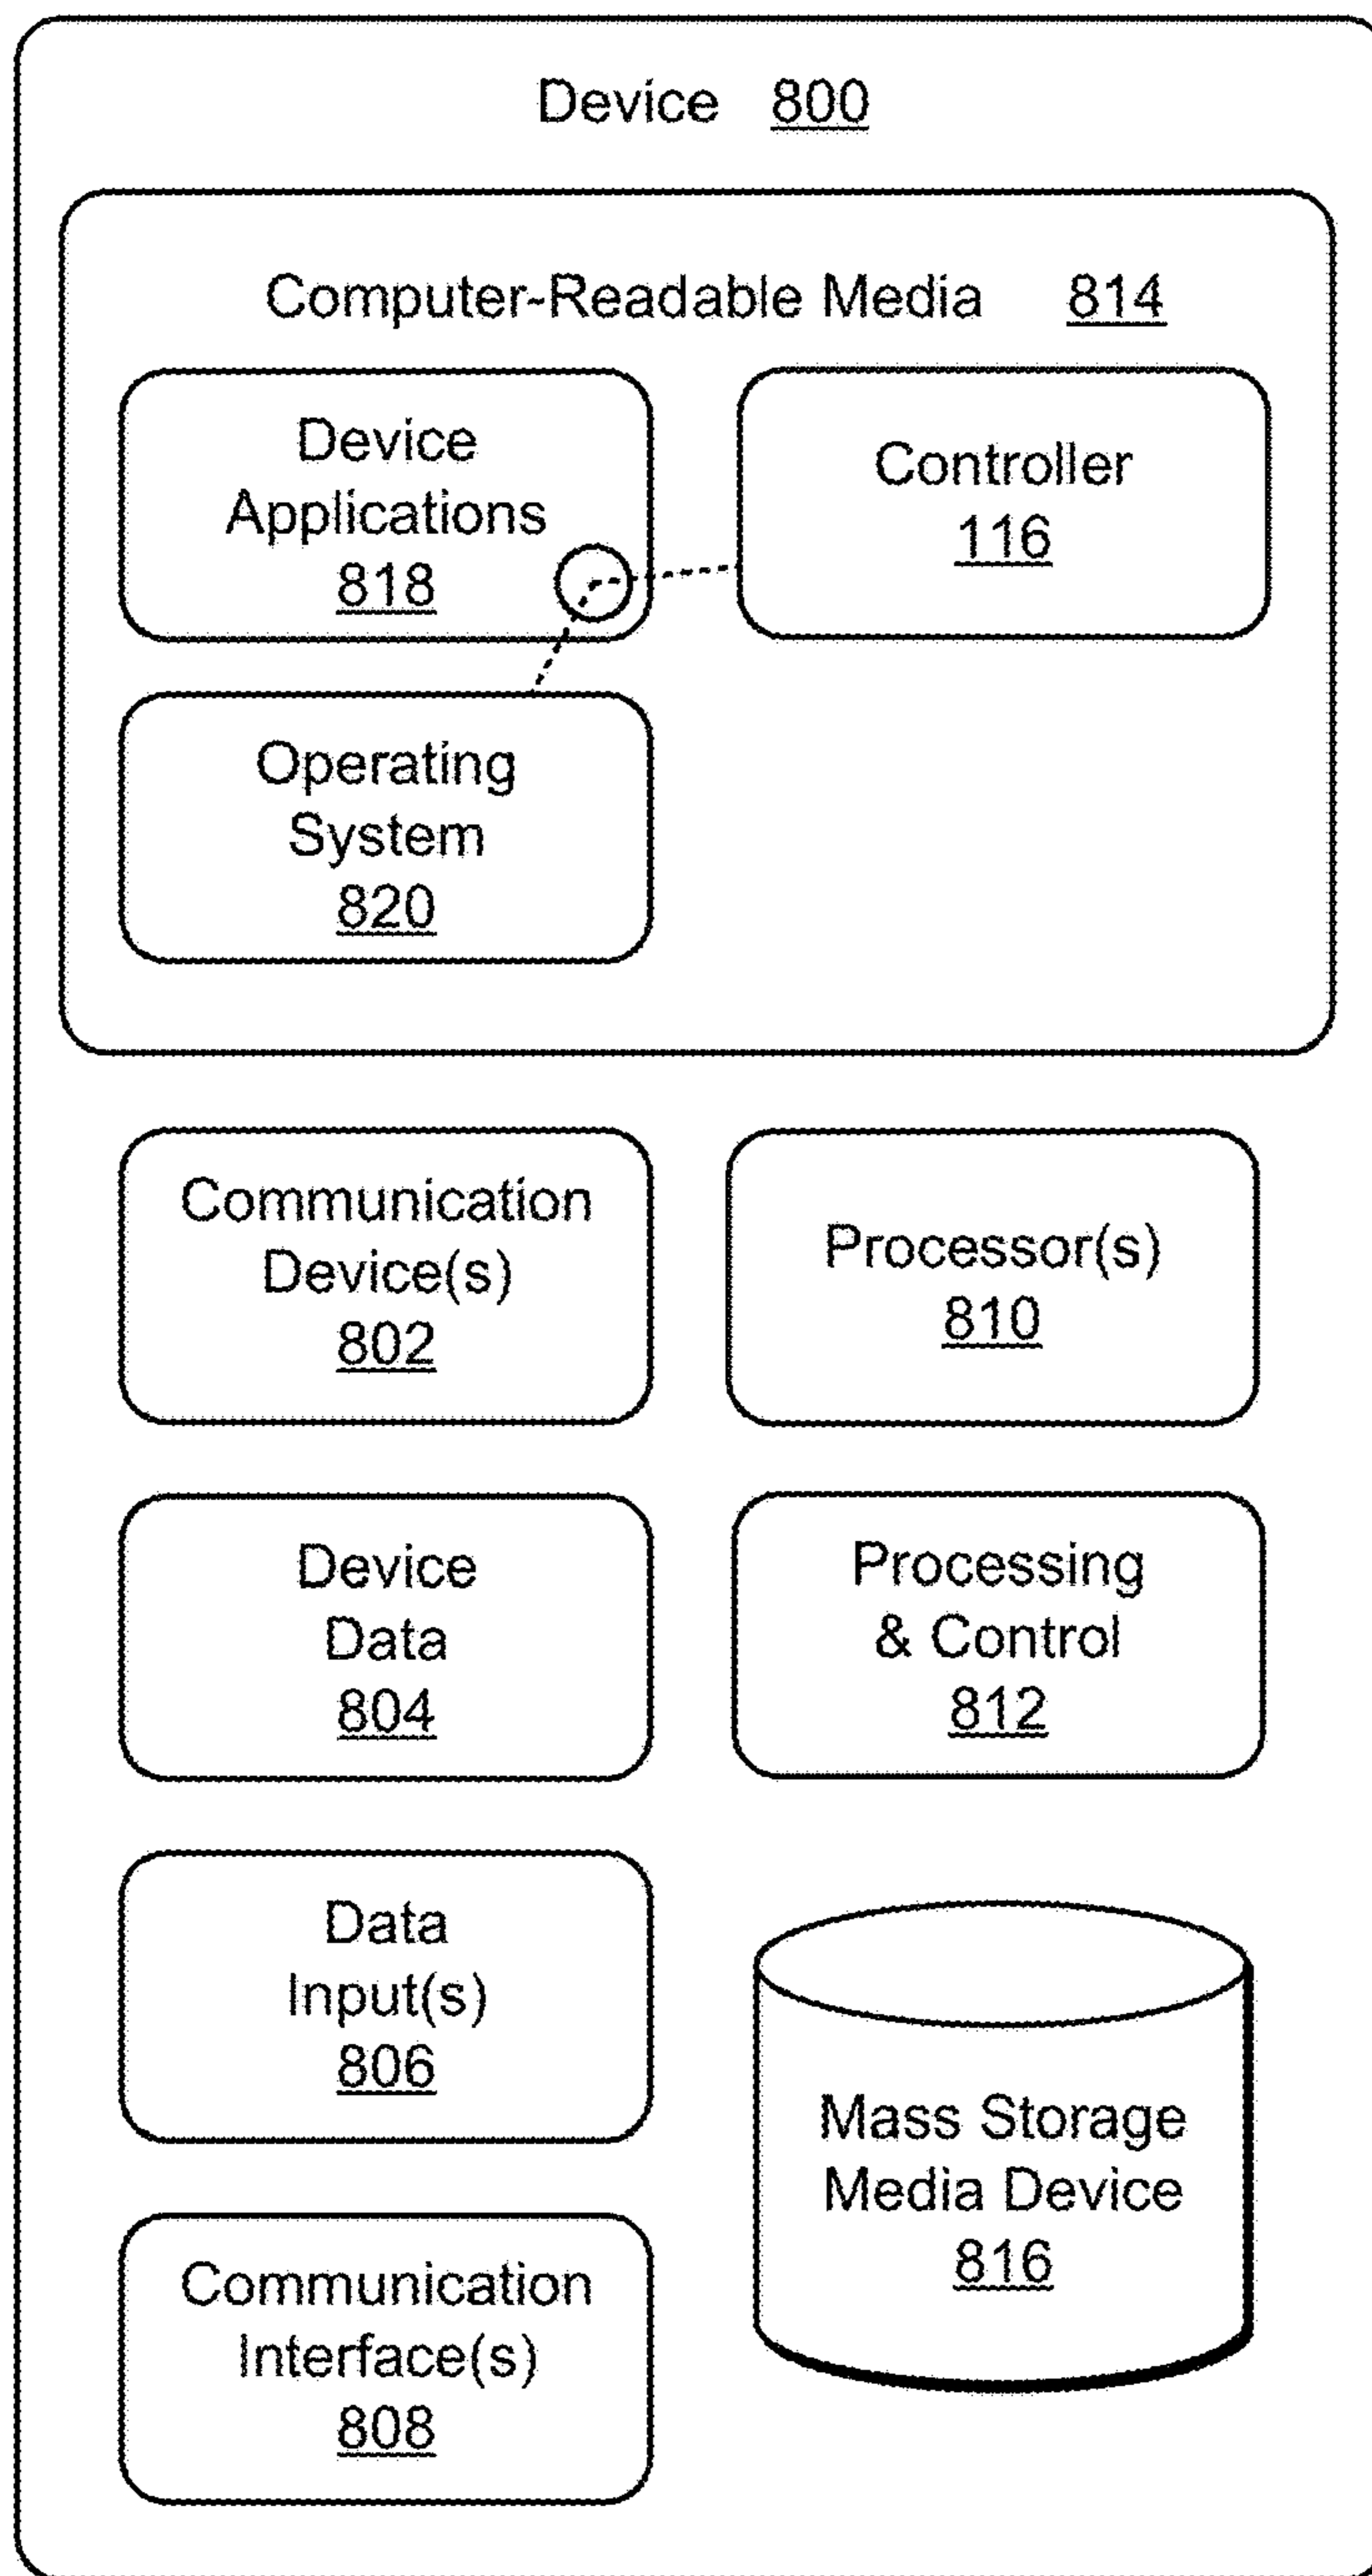 Device 800
Computer-Readable Media 814
Device
Applications
818
Controller
116
Operating
System
820
Communication
Device(s)
802
Processor(s)
810
Device
Data
804
Processing
& Control
812
Data
Input(s)
806
Mass Storage
Media Device
816
Communication
Interface(s)
808